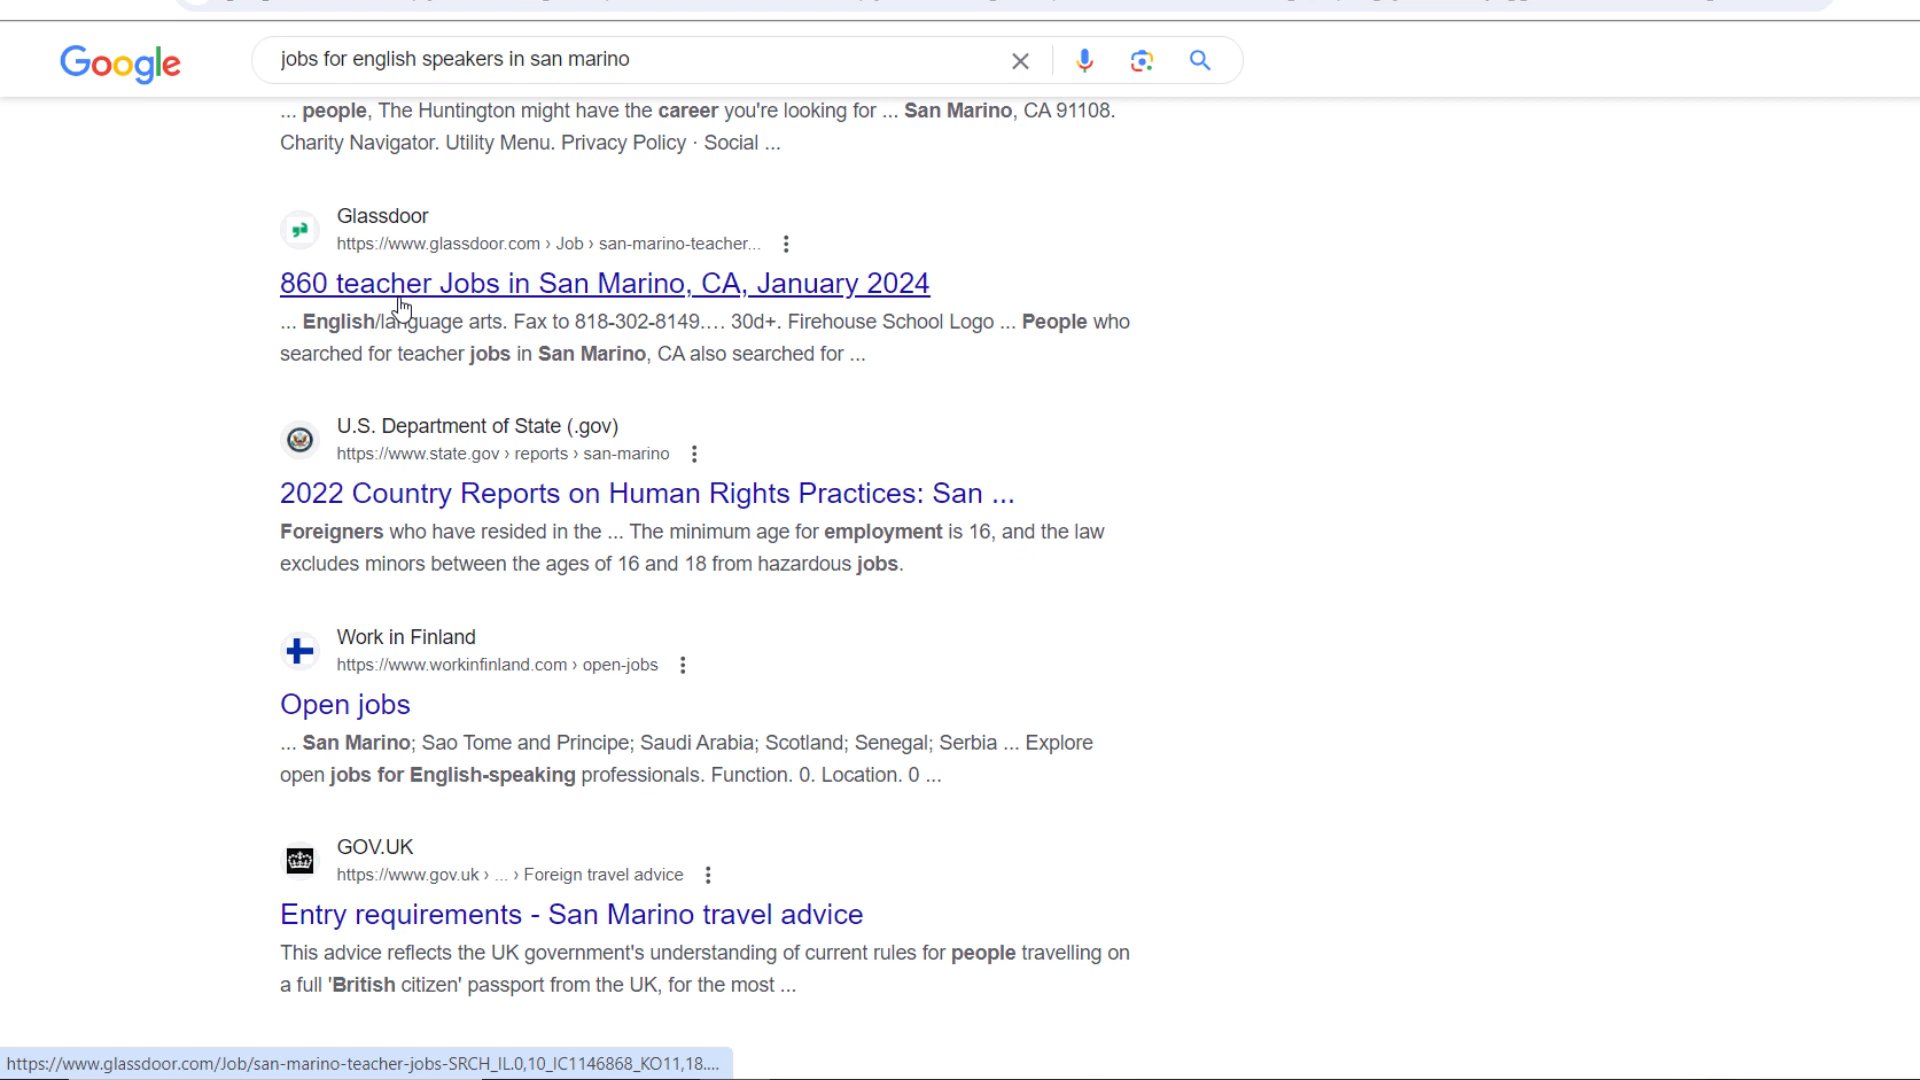 Google
jobs for english speakers in san marino
... people, The Huntington might have the career you're looking for ... San Marino, CA 91108.
Charity Navigator. Utility Menu. Privacy Policy · Social ...
Glassdoor
https://www.glassdoor.com › Job › san-marino-teacher...
860 teacher Jobs in San Marino, CA, January 2024
... English/language arts. Fax to 818-302-8149.... 30d+. Firehouse School Logo ... People who
searched for teacher jobs in San Marino, CA also searched for ...
U.S. Department of State (.gov)
https://www.state.gov › reports › san-marino
2022 Country Reports on Human Rights Practices: San ...
Foreigners who have resided in the ... The minimum age for employment is 16, and the law
excludes minors between the ages of 16 and 18 from hazardous jobs.
Work in Finland
https://www.workinfinland.com › open-jobs
Open jobs
... San Marino; Sao Tome and Principe; Saudi Arabia; Scotland; Senegal; Serbia ... Explore
open jobs for English-speaking professionals. Function. 0. Location. 0 ...
GOV.UK
https://www.gov.uk › ... › Foreign travel advice
Entry requirements - San Marino travel advice
This advice reflects the UK government's understanding of current rules for people travelling on
a full 'British citizen' passport from the UK, for the most ...
https://www.glassdoor.com/Job/san-marino-teacher-jobs-SRCH_IL.0,10_IC1146868_KO11,18....